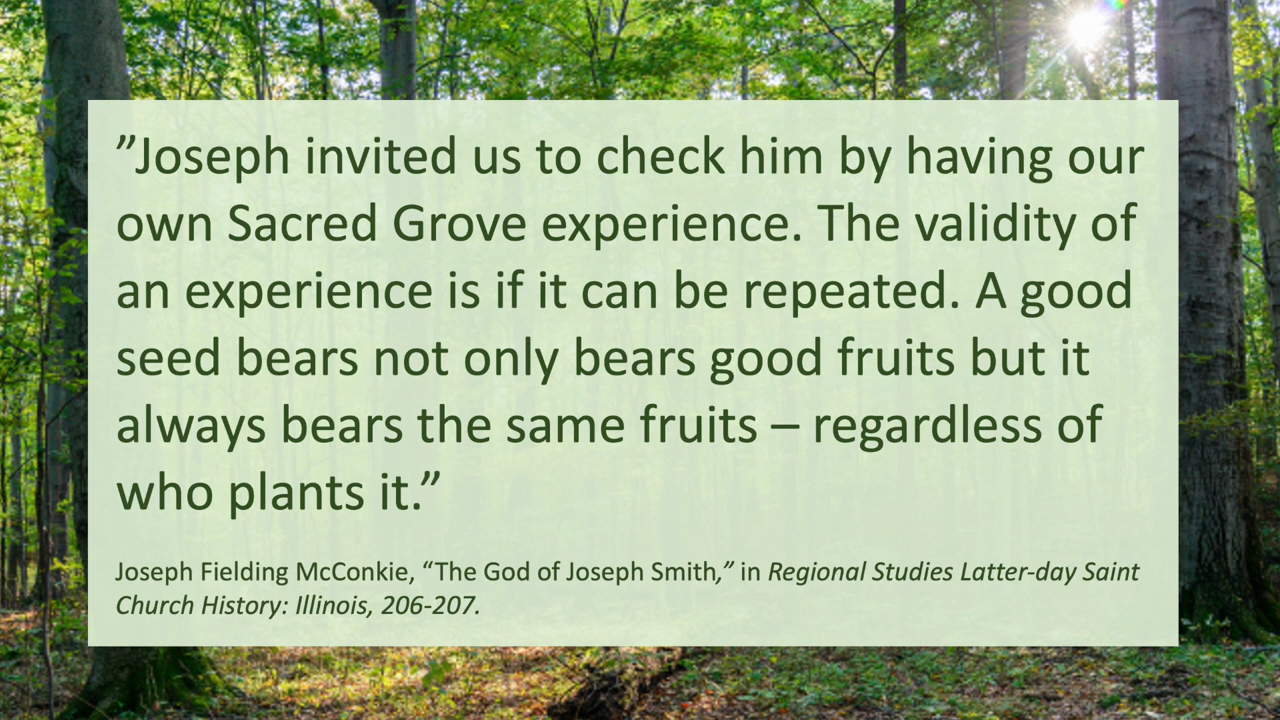 ”Joseph invited us to check him by having our
own Sacred Grove experience. The validity of
an experience is if it can be repeated. A good
seed bears not only bears good fruits but it
always bears the same fruits – regardless of
who plants it.”
Joseph Fielding McConkie, “The God of Joseph Smith,” in Regional Studies Latter-day Saint
Church History: Illinois, 206-207.